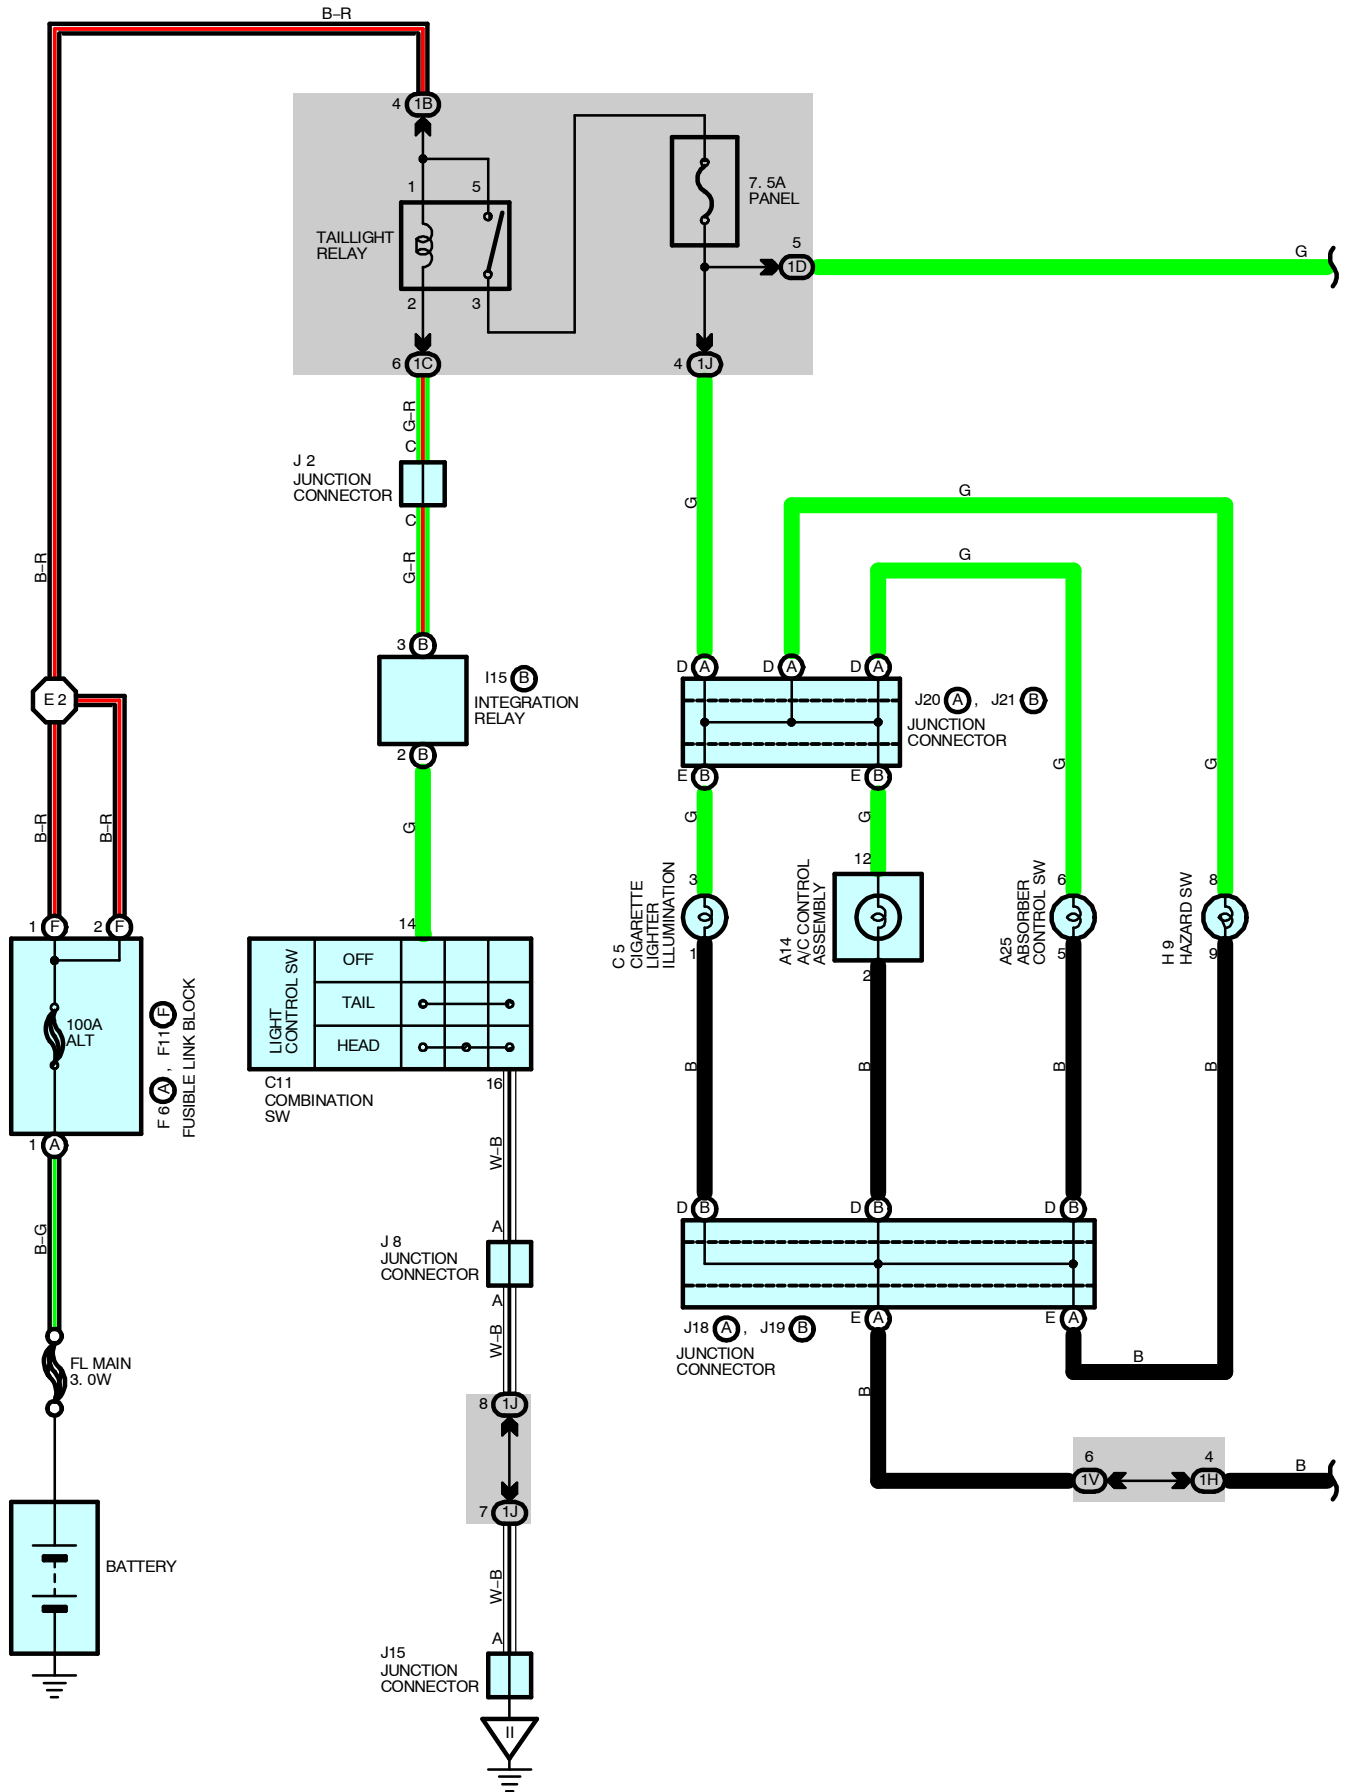 B–R
4 1B
1 5
TAILLIGHT
RELAY
2 3
6 1C
7. 5A
PANEL
5
1D
G
4 1J
G–R
C
J 2
JUNCTION
CONNECTOR
C
G–R
3 B
I15 B
INTEGRATION
RELAY
2 B
G
14
LIGHT
CONTROL SW
OFF
TAIL
HEAD
C11
COMBINATION
SW
16
W–B
A
J 8
JUNCTION
CONNECTOR
A
W–B
8 1J
7 1J
W–B
A
J15
JUNCTION
CONNECTOR
II
B–R
E 2
B–R
B–R
1 F
2 F
100A
ALT
F 6 A , F11 F
FUSIBLE LINK BLOCK
1 A
B–G
FL MAIN
3. 0W
BATTERY
G
G
G
D A
D A
D A
J20 A , J21 B
JUNCTION
CONNECTOR
E B
E B
G
G
G
G
3
C 5
CIGARETTE
LIGHTER
ILLUMINATION
1
12
A14
A/C CONTROL
ASSEMBLY
2
6
A25
ABSORBER
CONTROL SW
5
8
H 9
HAZARD SW
9
B
B
B
B
D B
D B
D B
E A
E A
J18 A , J19 B
JUNCTION
CONNECTOR
B
B
6
1V
4
1H
B